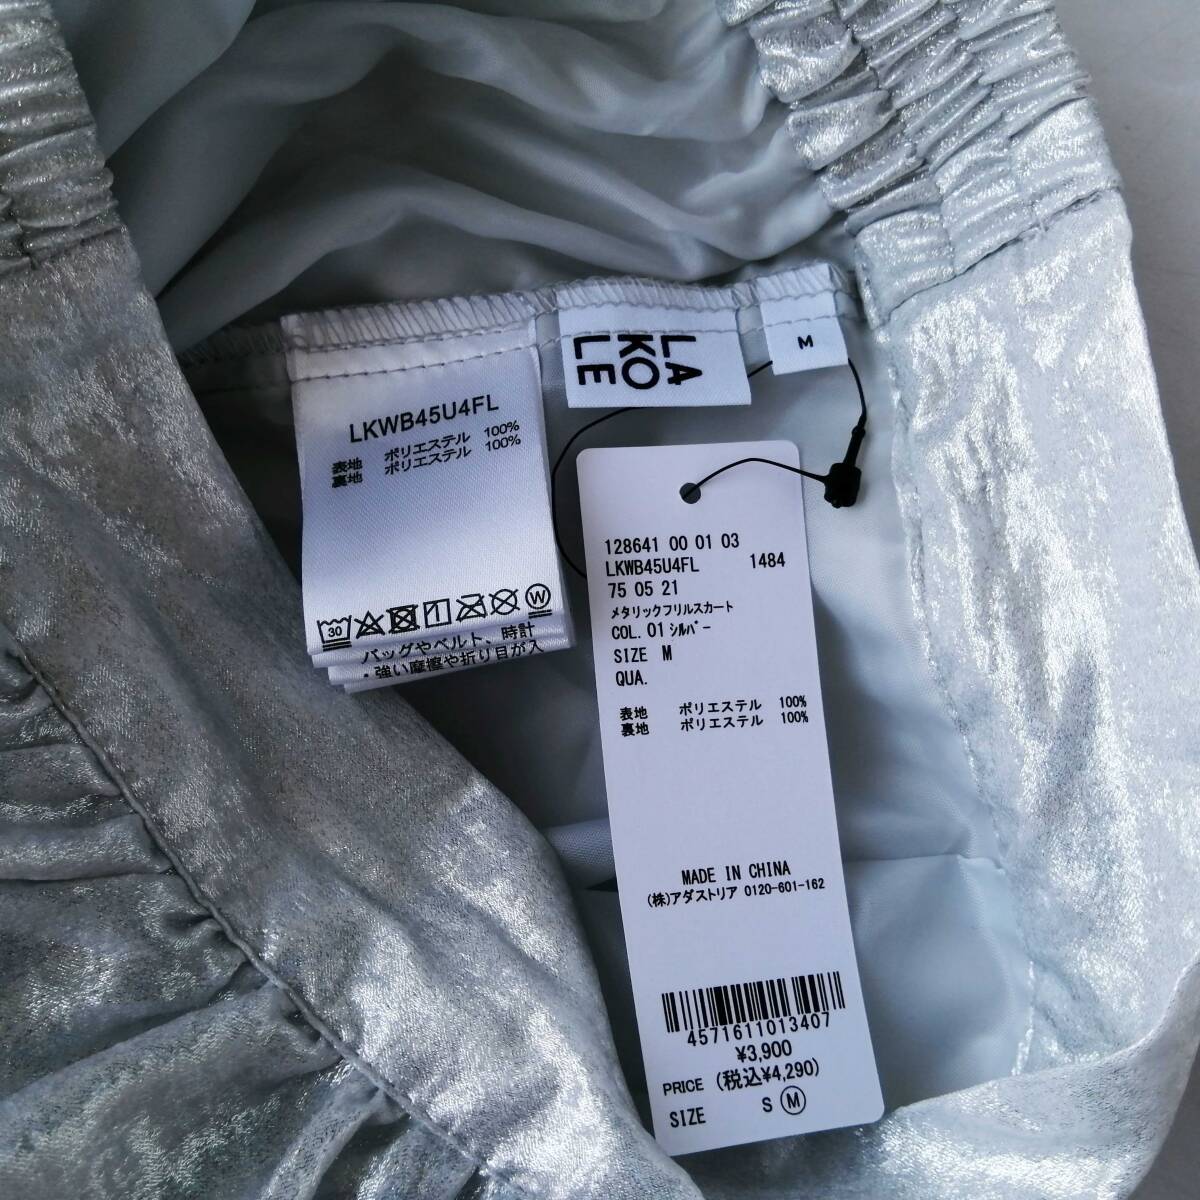 LKWB45U4FL
表地 ポリエステル 100%
裏地 ポリエステル 100%
30
W
バッグやベルト、時計
・強い摩擦や折り目が入
LA
KO
LE
M
128641 00 01 03
LKWB45U4FL 1484
75 05 21
メタリックフリルスカート
COL. 01 シルバー
SIZE M
QUA.
表地 ポリエステル 100%
裏地 ポリエステル 100%
MADE IN CHINA
(株)アダストリア 0120-601-162
4571611013407
¥3,900
PRICE (税込¥4,290)
SIZE S M